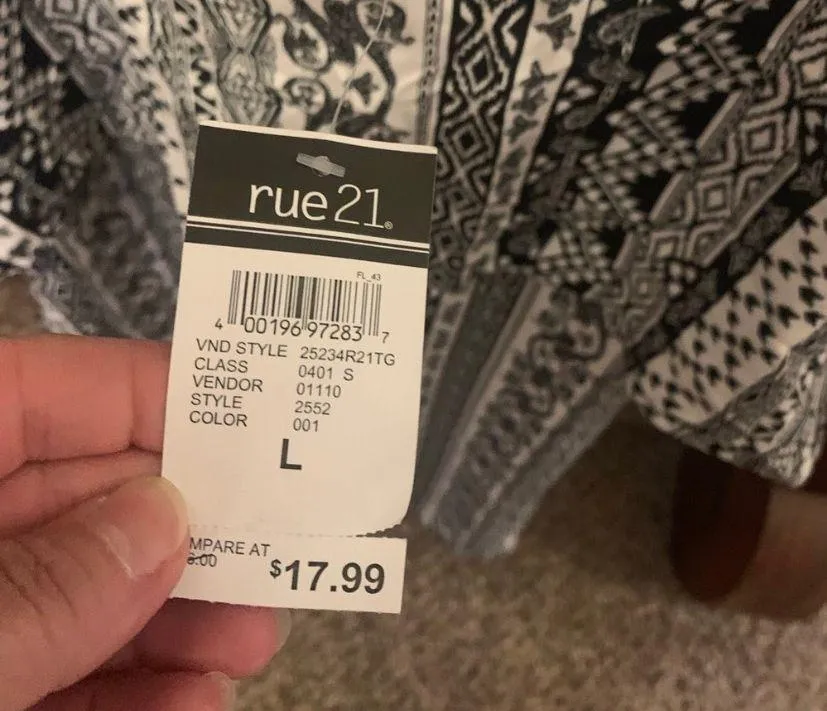 rue21®
FL_43
4 00196 97283 7
VND STYLE 25234R21TG
CLASS 0401 S
VENDOR 01110
STYLE 2552
COLOR 001
L
MPARE AT
.00
$17.99